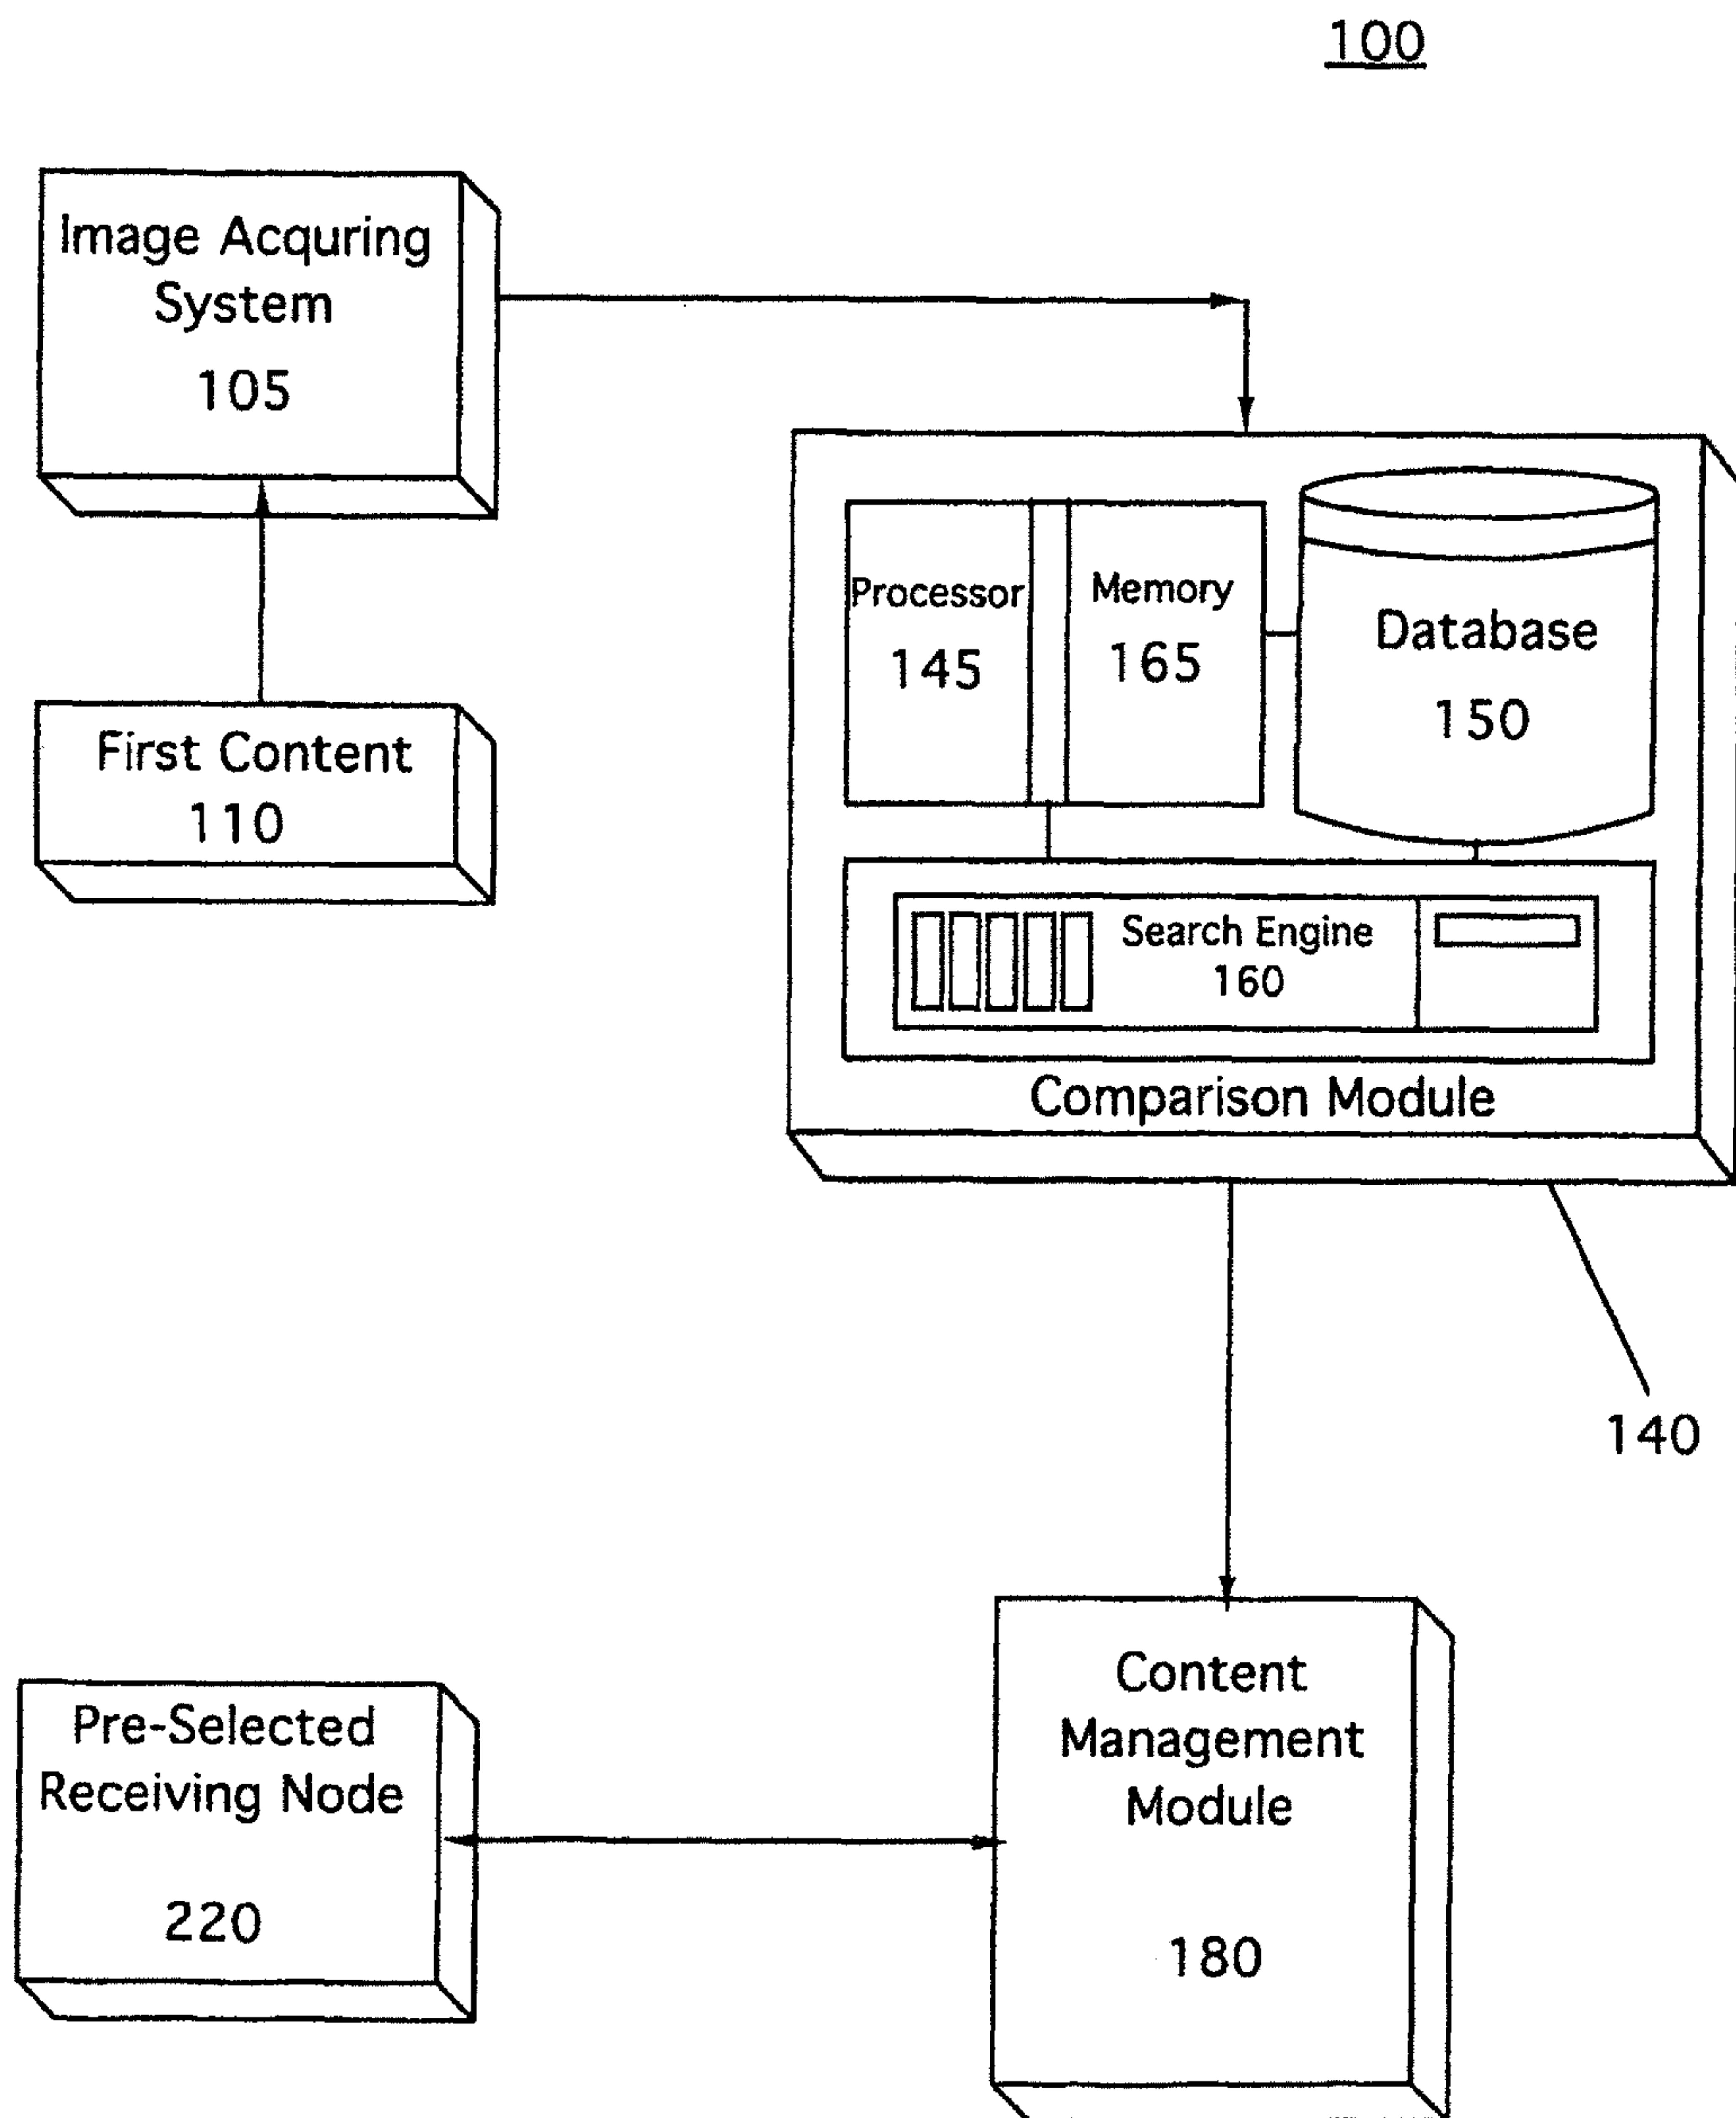 100
Image Acquring
System
105
First Content
110
Processor
145
Memory
165
Database
150
Search Engine
160
Comparison Module
140
Pre-Selected
Receiving Node
220
Content
Management
Module
180